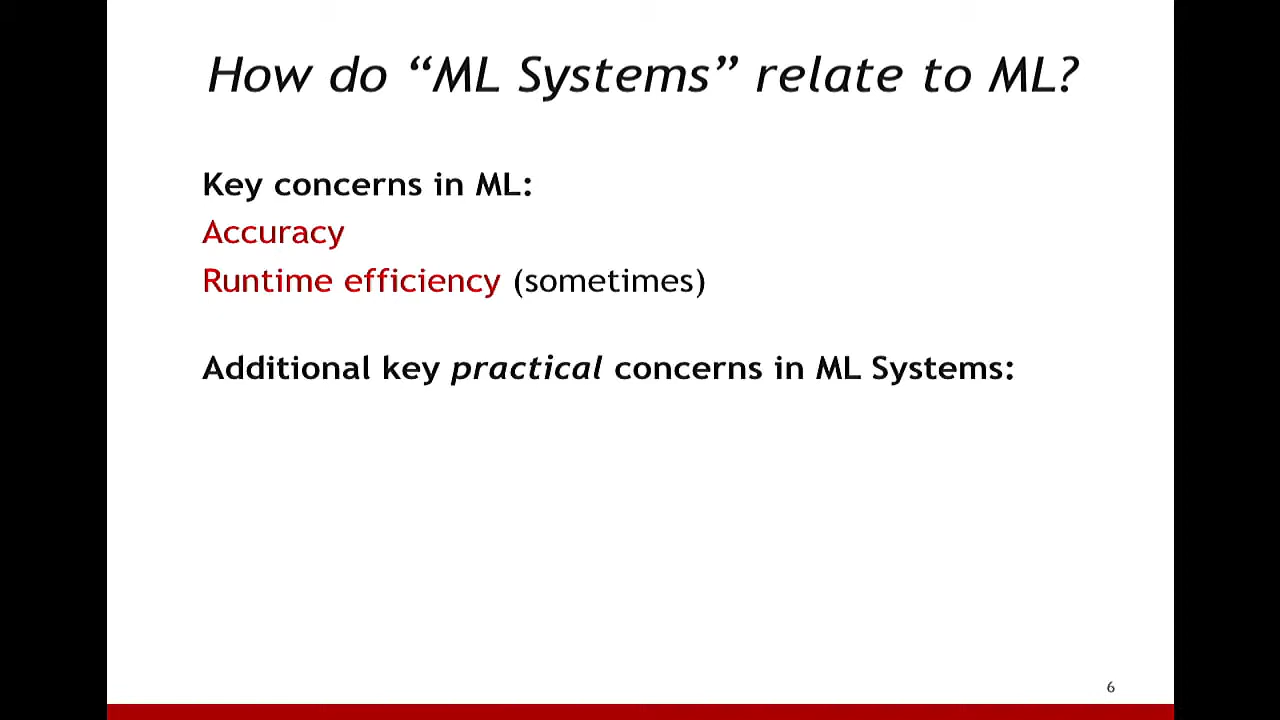 How do “ML Systems” relate to ML?
Key concerns in ML:
Accuracy
Runtime efficiency (sometimes)
Additional key practical concerns in ML Systems:
6